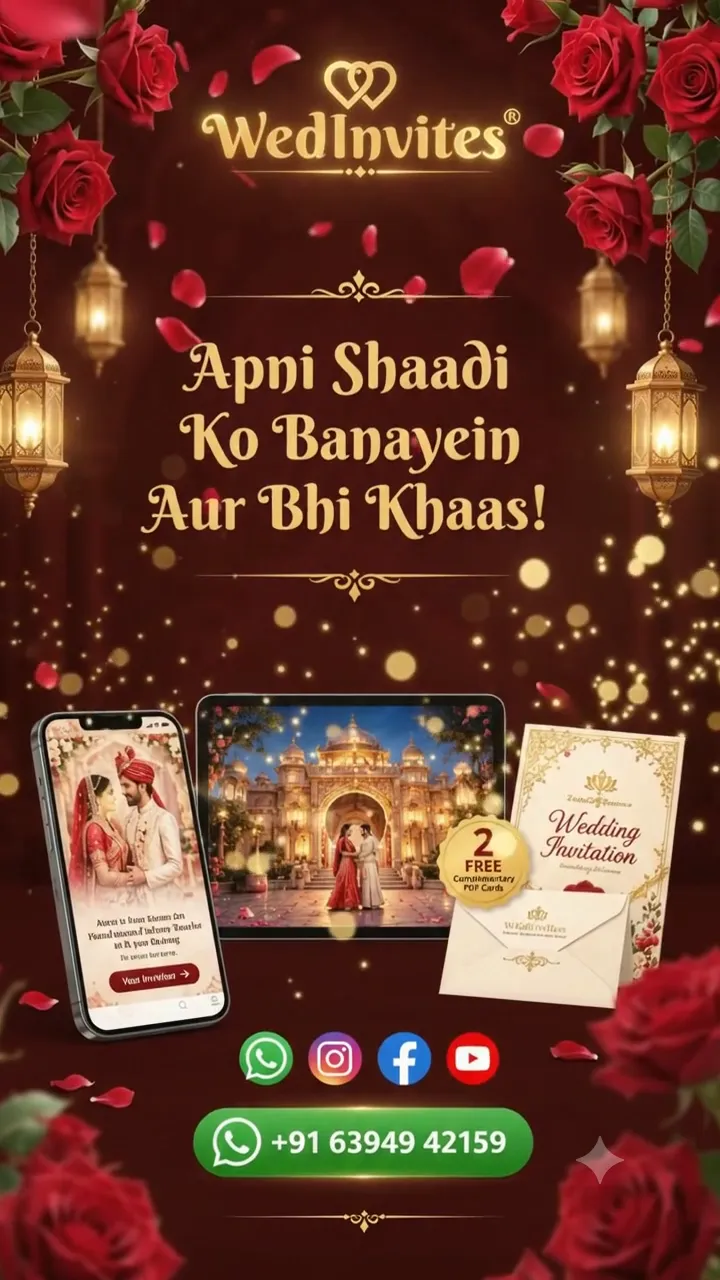 WedInvites®
Apni Shaadi
Ko Banayein
Aur Bhi Khaas!
2
FREE
Complimentary
PDF Cards
Wedding
Invitation
+91 63949 42159